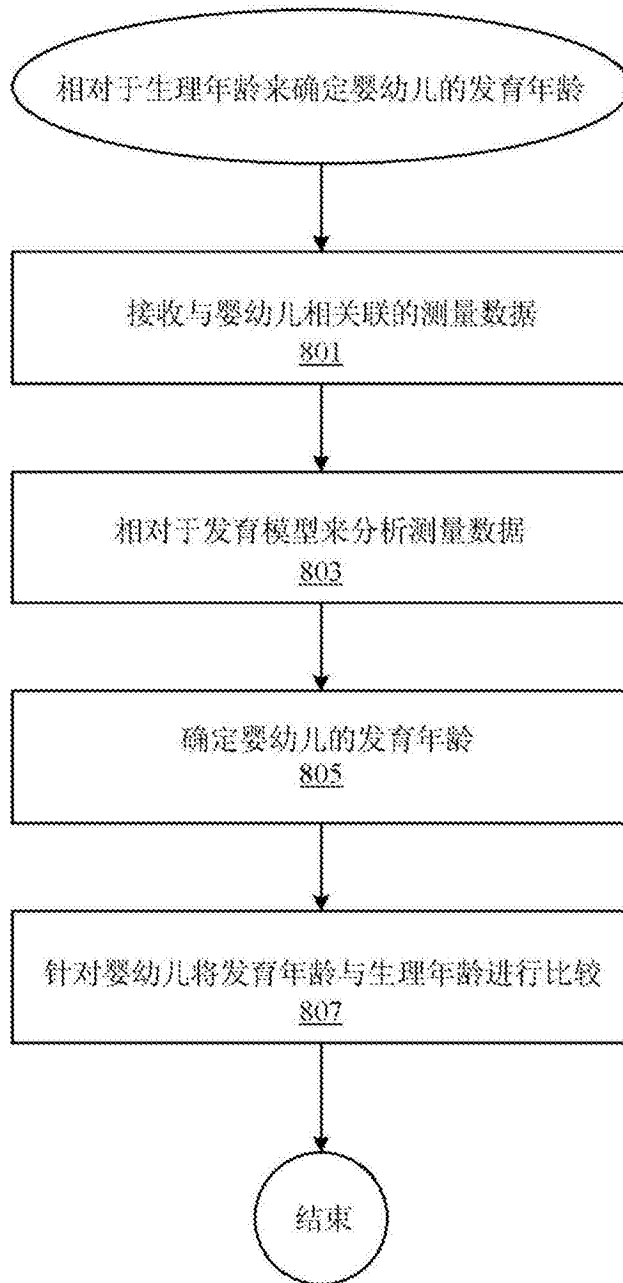 相对于生理年龄来确定婴幼儿的发育年龄
接收与婴幼儿相关联的测量数据
801
相对于发育模型来分析测量数据
803
确定婴幼儿的发育年龄
805
针对婴幼儿将发育年龄与生理年龄进行比较
807
结束